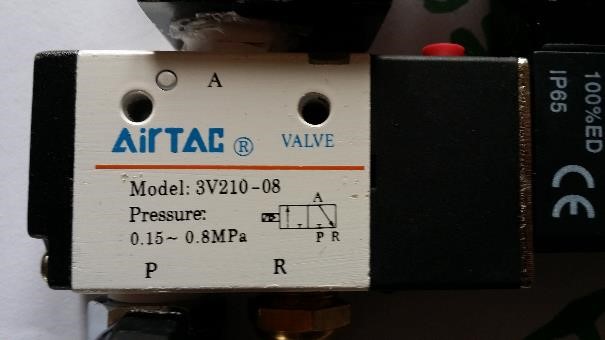 A
AirTAC ® VALVE
Model: 3V210-08
Pressure:
0.15~ 0.8MPa
A
P R
P R
100%ED
IP65
CE